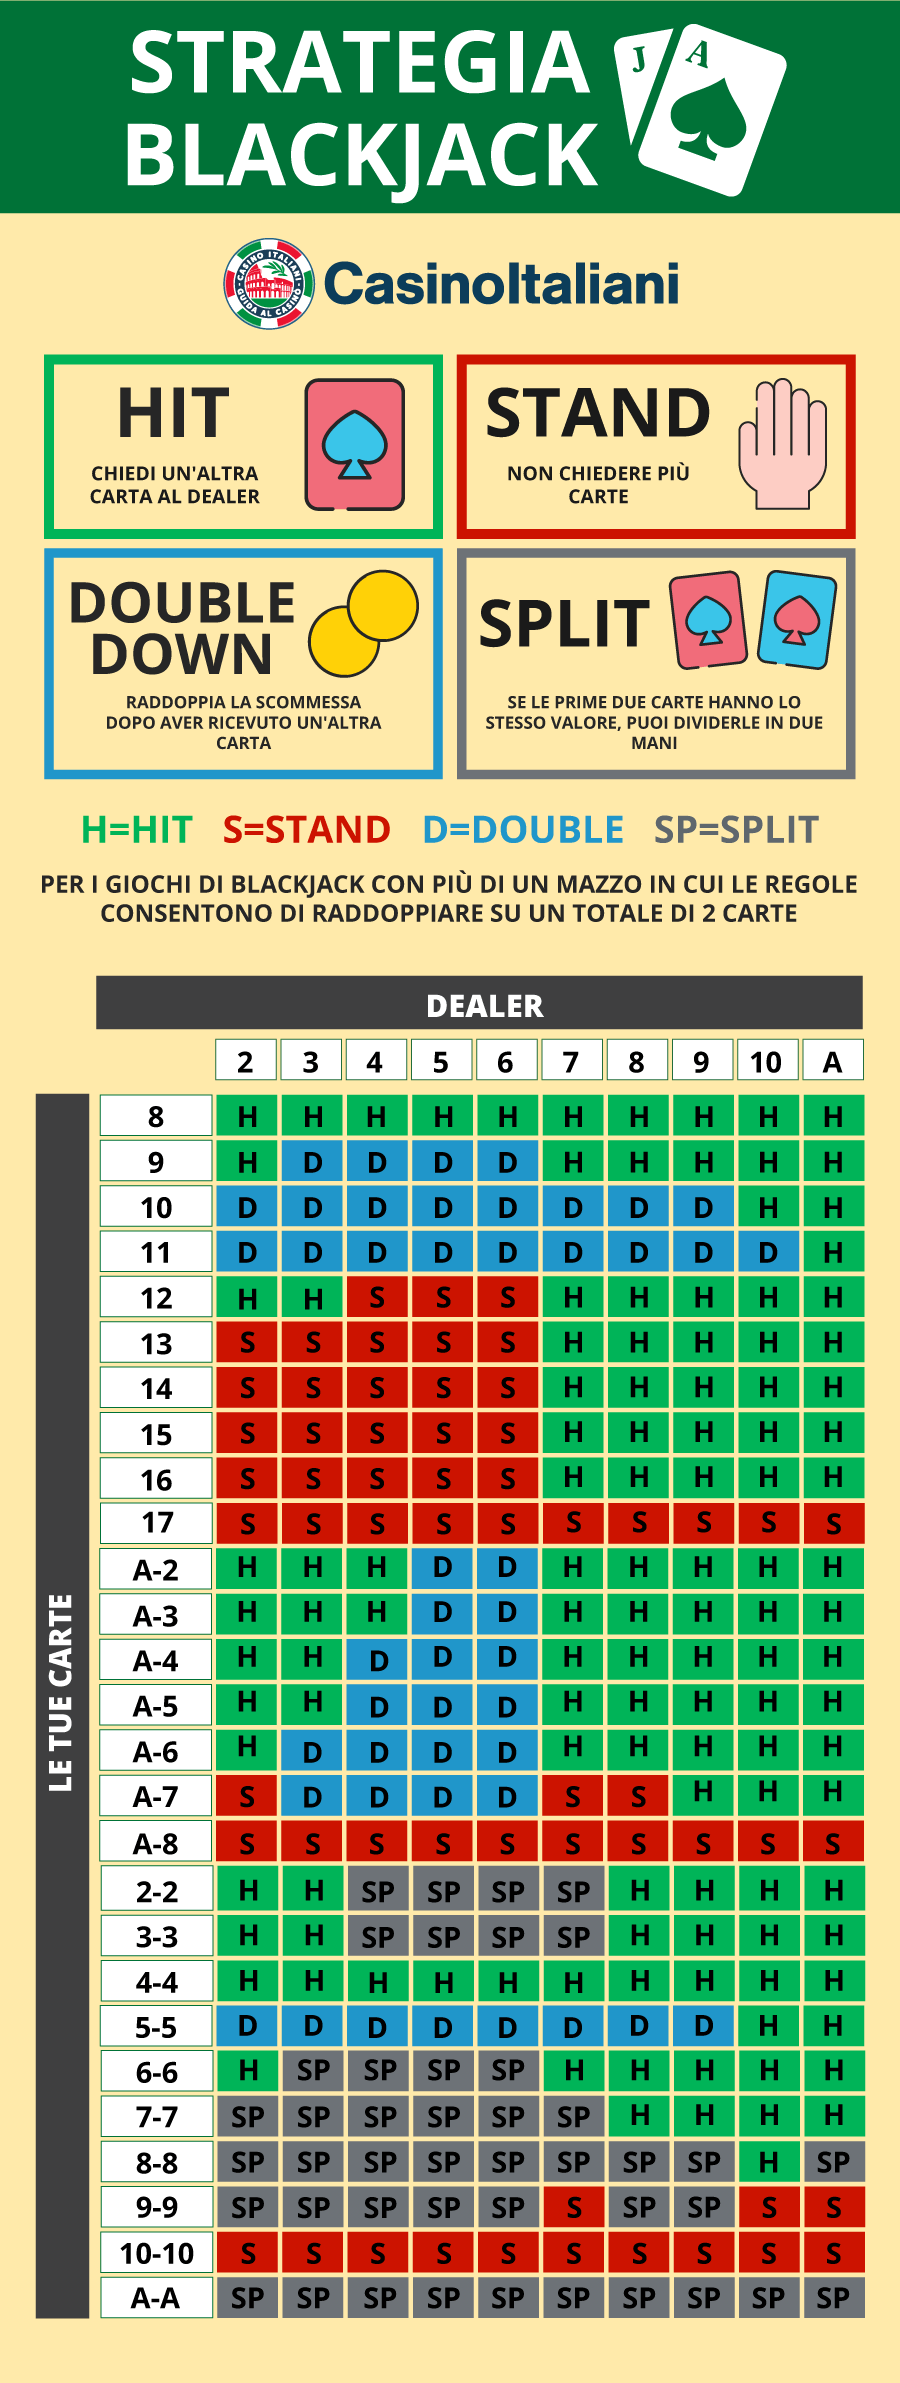 STRATEGIA
BLACKJACK
J A
CASINO ITALIANI
GUIDA AL CASINO
CasinoItaliani
HIT
CHIEDI UN'ALTRA
CARTA AL DEALER
STAND
NON CHIEDERE PIÙ
CARTE
DOUBLE
DOWN
RADDOPPIA LA SCOMMESSA
DOPO AVER RICEVUTO UN'ALTRA
CARTA
SPLIT
SE LE PRIME DUE CARTE HANNO LO
STESSO VALORE, PUOI DIVIDERLE IN DUE
MANI
H=HIT S=STAND D=DOUBLE SP=SPLIT
PER I GIOCHI DI BLACKJACK CON PIÙ DI UN MAZZO IN CUI LE REGOLE
CONSENTONO DI RADDOPPIARE SU UN TOTALE DI 2 CARTE
DEALER
2 3 4 5 6 7 8 9 10 A
LE TUE CARTE
8 H H H H H H H H H H
9 H D D D D H H H H H
10 D D D D D D D D H H
11 D D D D D D D D D H
12 H H S S S H H H H H
13 S S S S S H H H H H
14 S S S S S H H H H H
15 S S S S S H H H H H
16 S S S S S H H H H H
17 S S S S S S S S S S
A-2 H H H D D H H H H H
A-3 H H H D D H H H H H
A-4 H H D D D H H H H H
A-5 H H D D D H H H H H
A-6 H D D D D H H H H H
A-7 S D D D D S S H H H
A-8 S S S S S S S S S S
2-2 H H SP SP SP SP H H H H
3-3 H H SP SP SP SP H H H H
4-4 H H H H H H H H H H
5-5 D D D D D D D D H H
6-6 H SP SP SP SP H H H H H
7-7 SP SP SP SP SP SP H H H H
8-8 SP SP SP SP SP SP SP SP H SP
9-9 SP SP SP SP SP S SP SP S S
10-10 S S S S S S S S S S
A-A SP SP SP SP SP SP SP SP SP SP